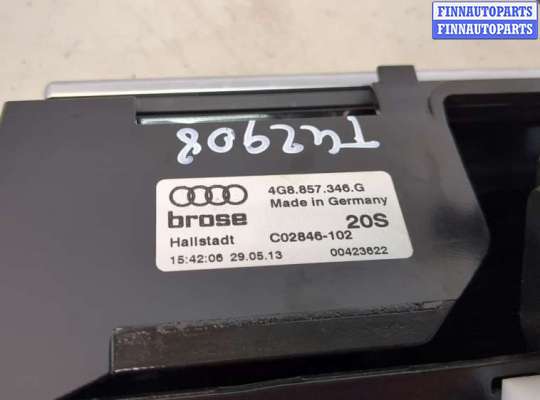 FINNAUTOPARTS
FINNAUTOPARTS
TU2908
4G8.857.346.G
Made in Germany
brose 20S
Hallstadt C02846-102
15:42:06 29.05.13 00423622